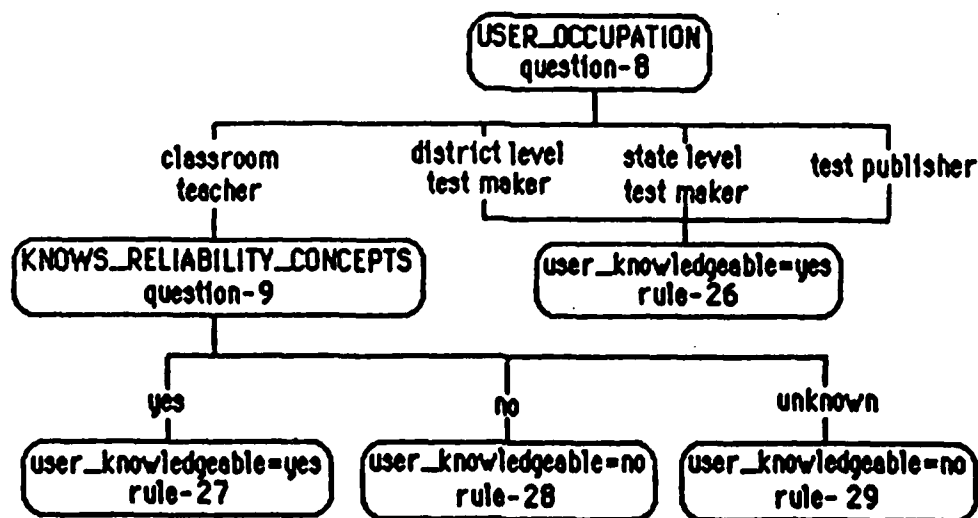 USER_OCCUPATION
question-8
classroom
teacher
district level
test maker
state level
test maker
test publisher
KNOWS_RELIABILITY_CONCEPTS
question-9
user_knowledgeable=yes
rule-26
yes
no
unknown
user_knowledgeable=yes
rule-27
user_knowledgeable=no
rule-28
user_knowledgeable=no
rule-29